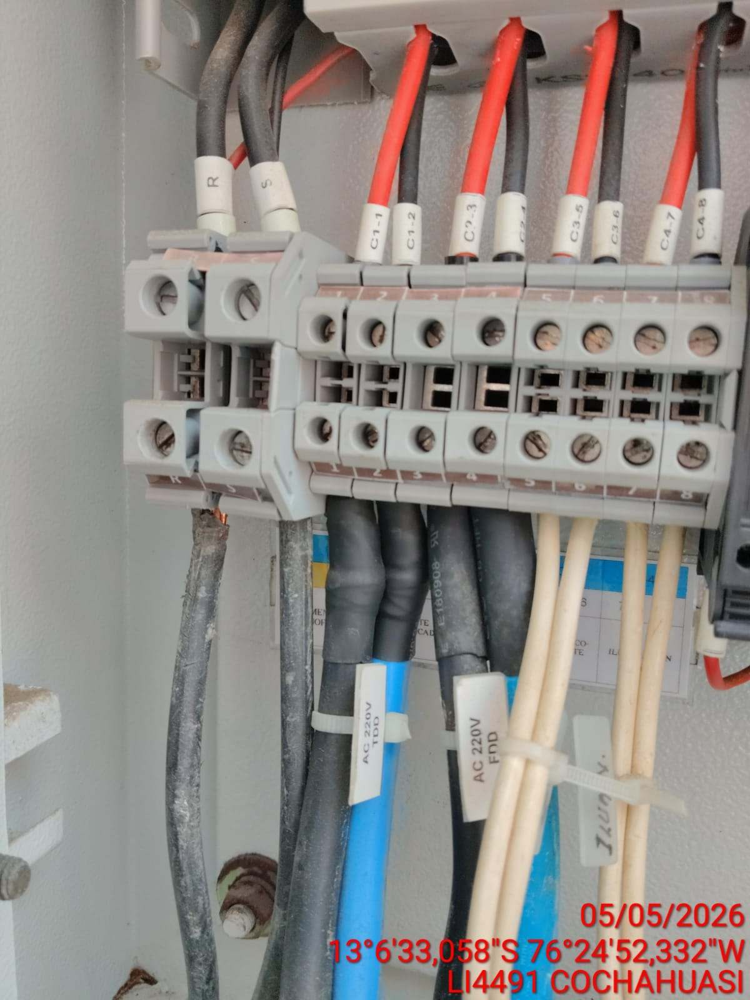 R
S
C1-1
C1-2
C2-3
C2-4
C3-5
C3-6
C4-7
C4-8
1 2 3 4 5 6 7 8
R S 1 2 3 4 5 6 7 8
E180908
AC 220V
TDD
AC 220V
FDD
05/05/2026
13°6'33,058"S 76°24'52,332"W
LI4491 COCHAHUASI